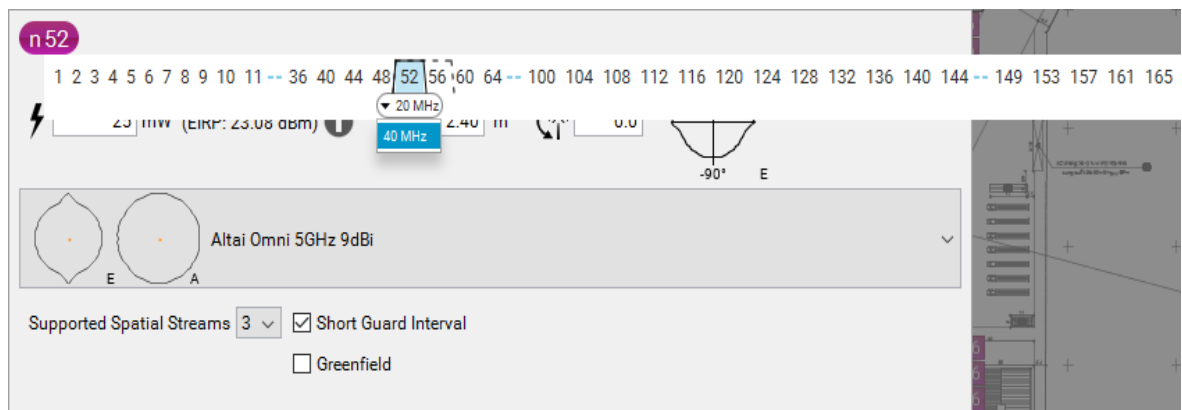 n 52
1 2 3 4 5 6 7 8 9 10 11 -- 36 40 44 48 52 56 60 64 -- 100 104 108 112 116 120 124 128 132 136 140 144 -- 149 153 157 161 165
20 MHz
25 mW (EIRP: 23.08 dBm) 2.40 m 0.0
40 MHz
-90° E
Altai Omni 5GHz 9dBi
E A
Supported Spatial Streams 3 Short Guard Interval
Greenfield